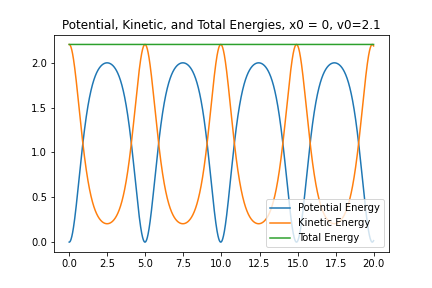 Potential, Kinetic, and Total Energies, x0 = 0, v0=2.1
2.0
1.5
1.0
0.5
0.0
Potential Energy
Kinetic Energy
Total Energy
0.0 2.5 5.0 7.5 10.0 12.5 15.0 17.5 20.0